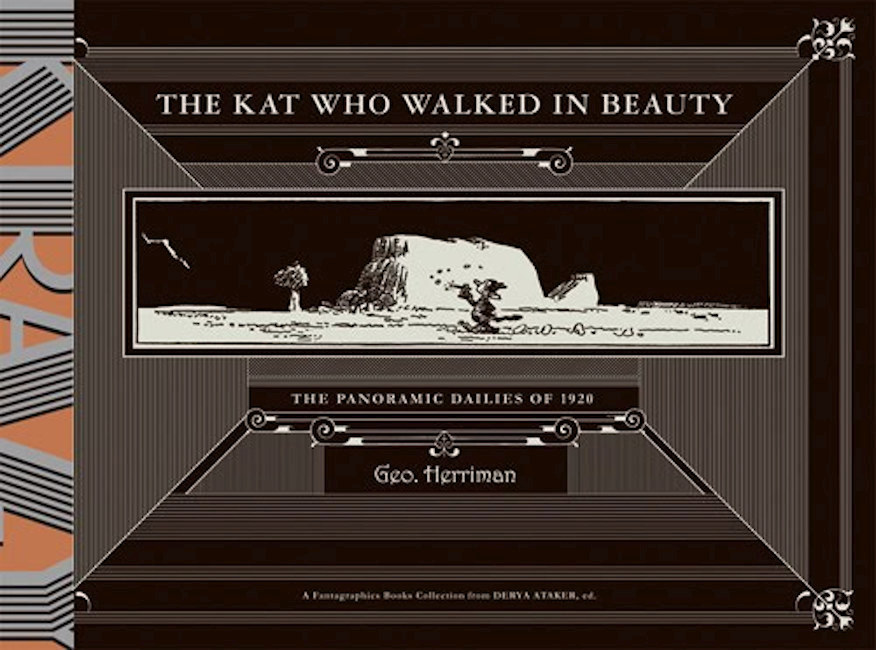 THE KAT WHO WALKED IN BEAUTY
THE PANORAMIC DAILIES OF 1920
Geo. Herriman
A Fantagraphics Books Collection from DERYA ATAKER, ed.